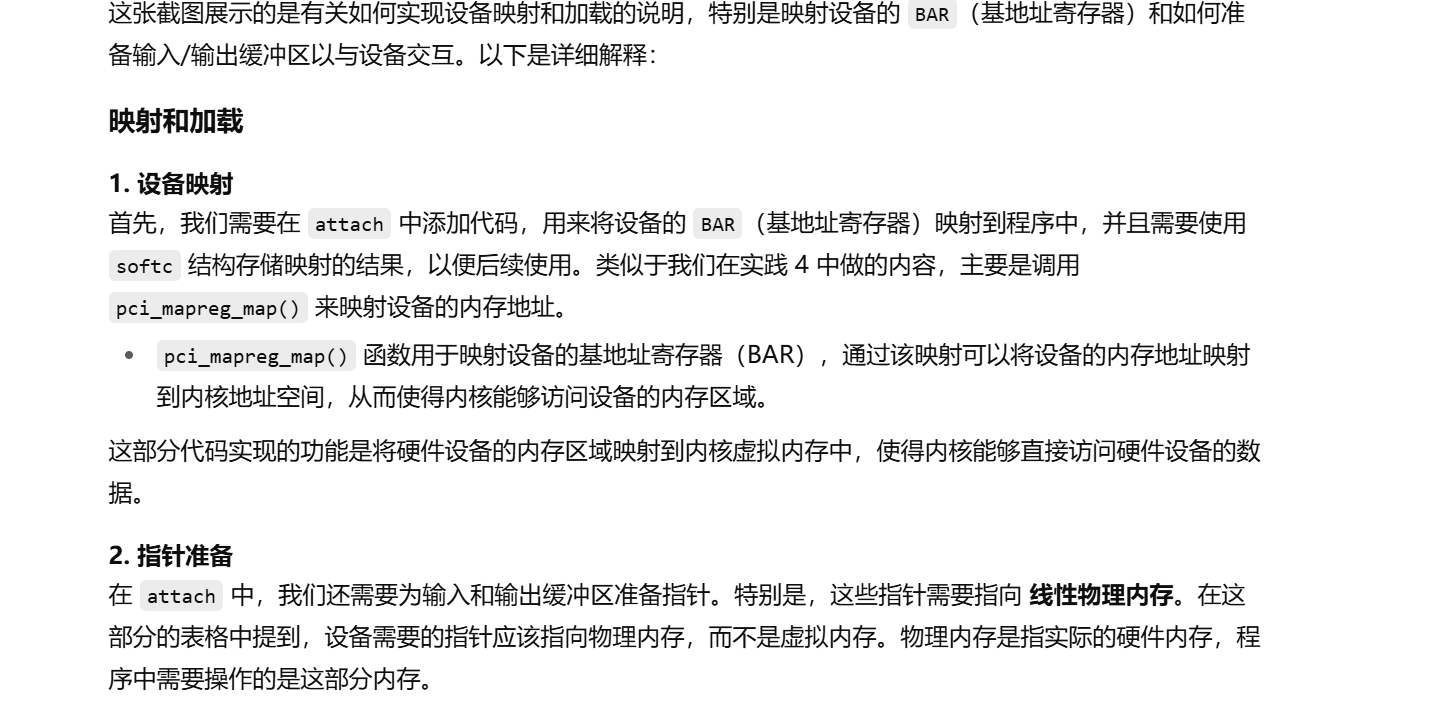 这张截图展示的是有关如何实现设备映射和加载的说明，特别是映射设备的 BAR（基地址寄存器）和如何准
备输入/输出缓冲区以与设备交互。以下是详细解释：
映射和加载
1. 设备映射
首先，我们需要在 attach 中添加代码，用来将设备的 BAR（基地址寄存器）映射到程序中，并且需要使用
softc 结构存储映射的结果，以便后续使用。类似于我们在实践 4 中做的内容，主要是调用
pci_mapreg_map() 来映射设备的内存地址。
• pci_mapreg_map() 函数用于映射设备的基地址寄存器（BAR），通过该映射可以将设备的内存地址映射
到内核地址空间，从而使得内核能够访问设备的内存区域。
这部分代码实现的功能是将硬件设备的内存区域映射到内核虚拟内存中，使得内核能够直接访问硬件设备的数
据。
2. 指针准备
在 attach 中，我们还需要为输入和输出缓冲区准备指针。特别是，这些指针需要指向 线性物理内存。在这
部分的表格中提到，设备需要的指针应该指向物理内存，而不是虚拟内存。物理内存是指实际的硬件内存，程
序中需要操作的是这部分内存。